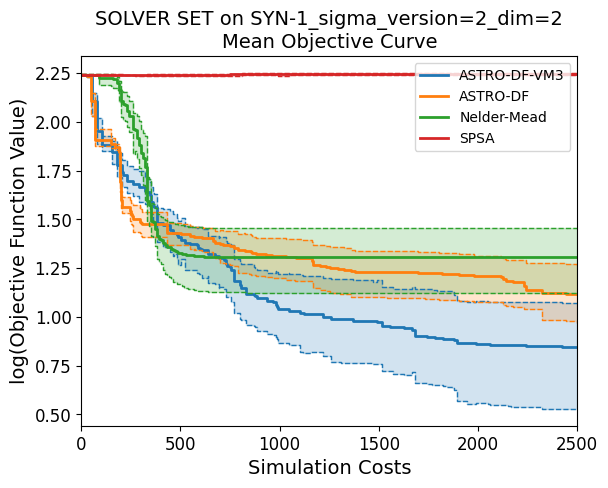 SOLVER SET on SYN-1_sigma_version=2_dim=2
Mean Objective Curve
log(Objective Function Value)
2.25
2.00
1.75
1.50
1.25
1.00
0.75
0.50
ASTRO-DF-VM3
ASTRO-DF
Nelder-Mead
SPSA
0 500 1000 1500 2000 2500
Simulation Costs